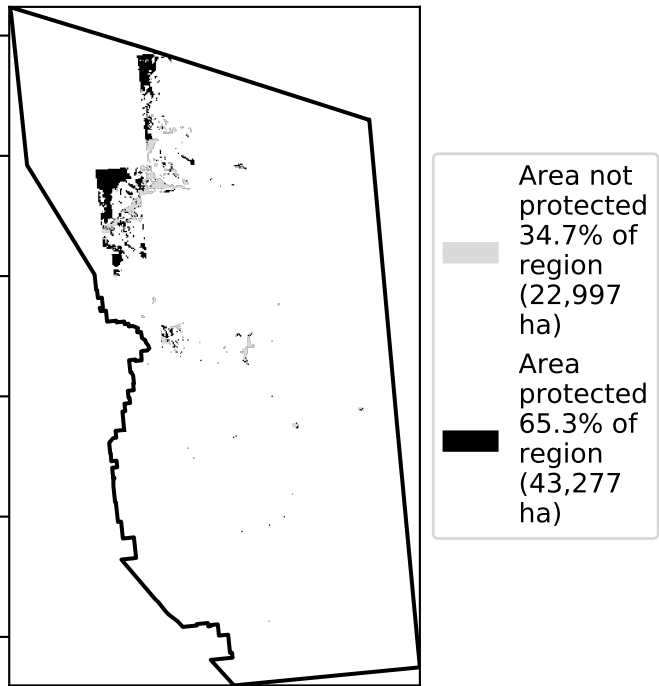 Area not
protected
34.7% of
region
(22,997
ha)
Area
protected
65.3% of
region
(43,277
ha)